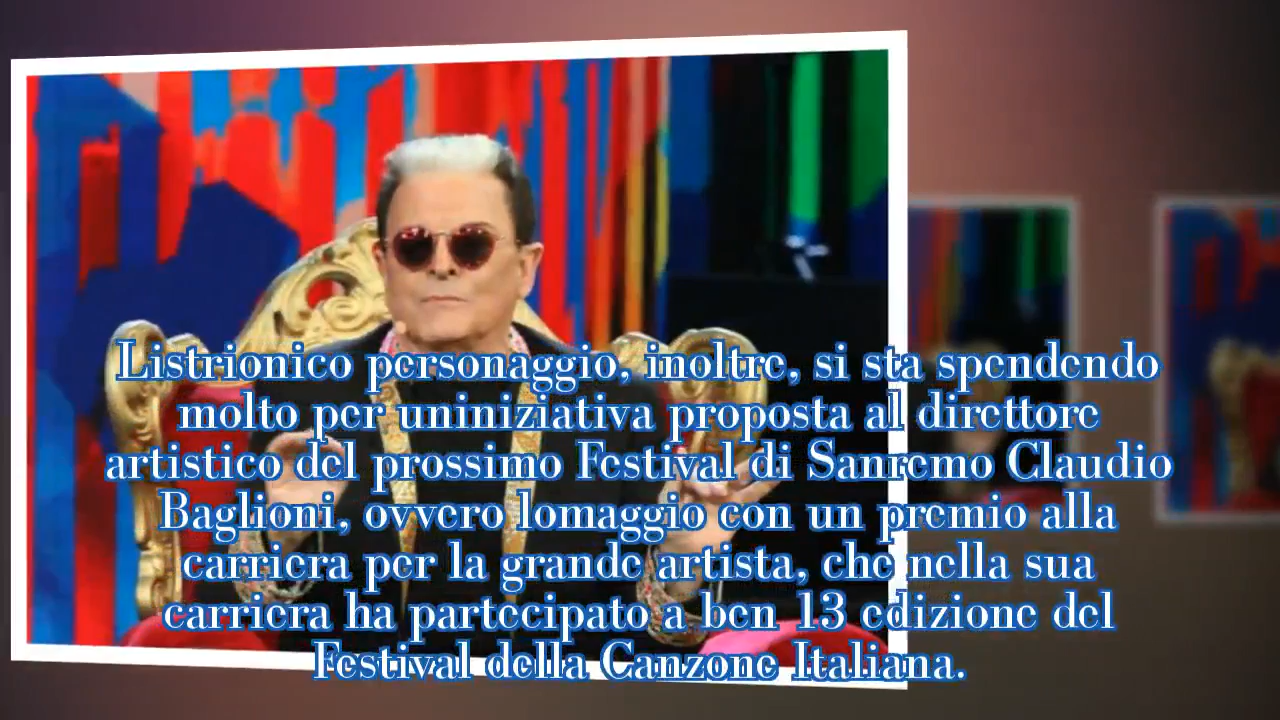 Listrionico personaggio, inoltre, si sta spendendo
molto per uniniziativa proposta al direttore
artistico del prossimo Festival di Sanremo Claudio
Baglioni, ovvero lomaggio con un premio alla
carriera per la grande artista, che nella sua
carriera ha partecipato a ben 13 edizione del
Festival della Canzone Italiana.